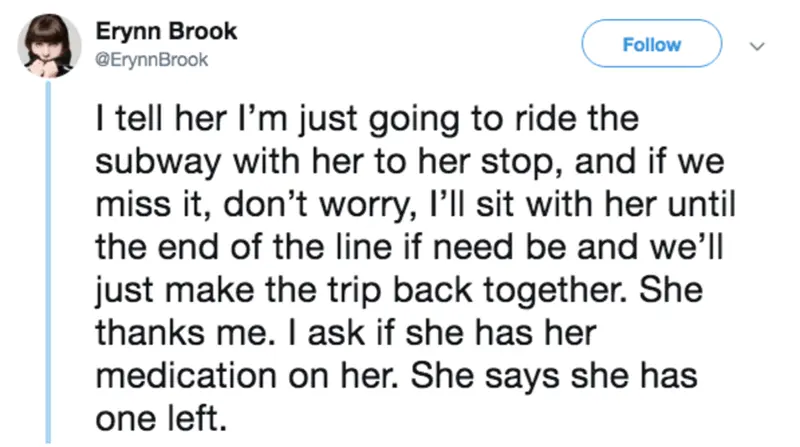 Erynn Brook
@ErynnBrook
Follow
I tell her I’m just going to ride the
subway with her to her stop, and if we
miss it, don’t worry, I’ll sit with her until
the end of the line if need be and we’ll
just make the trip back together. She
thanks me. I ask if she has her
medication on her. She says she has
one left.